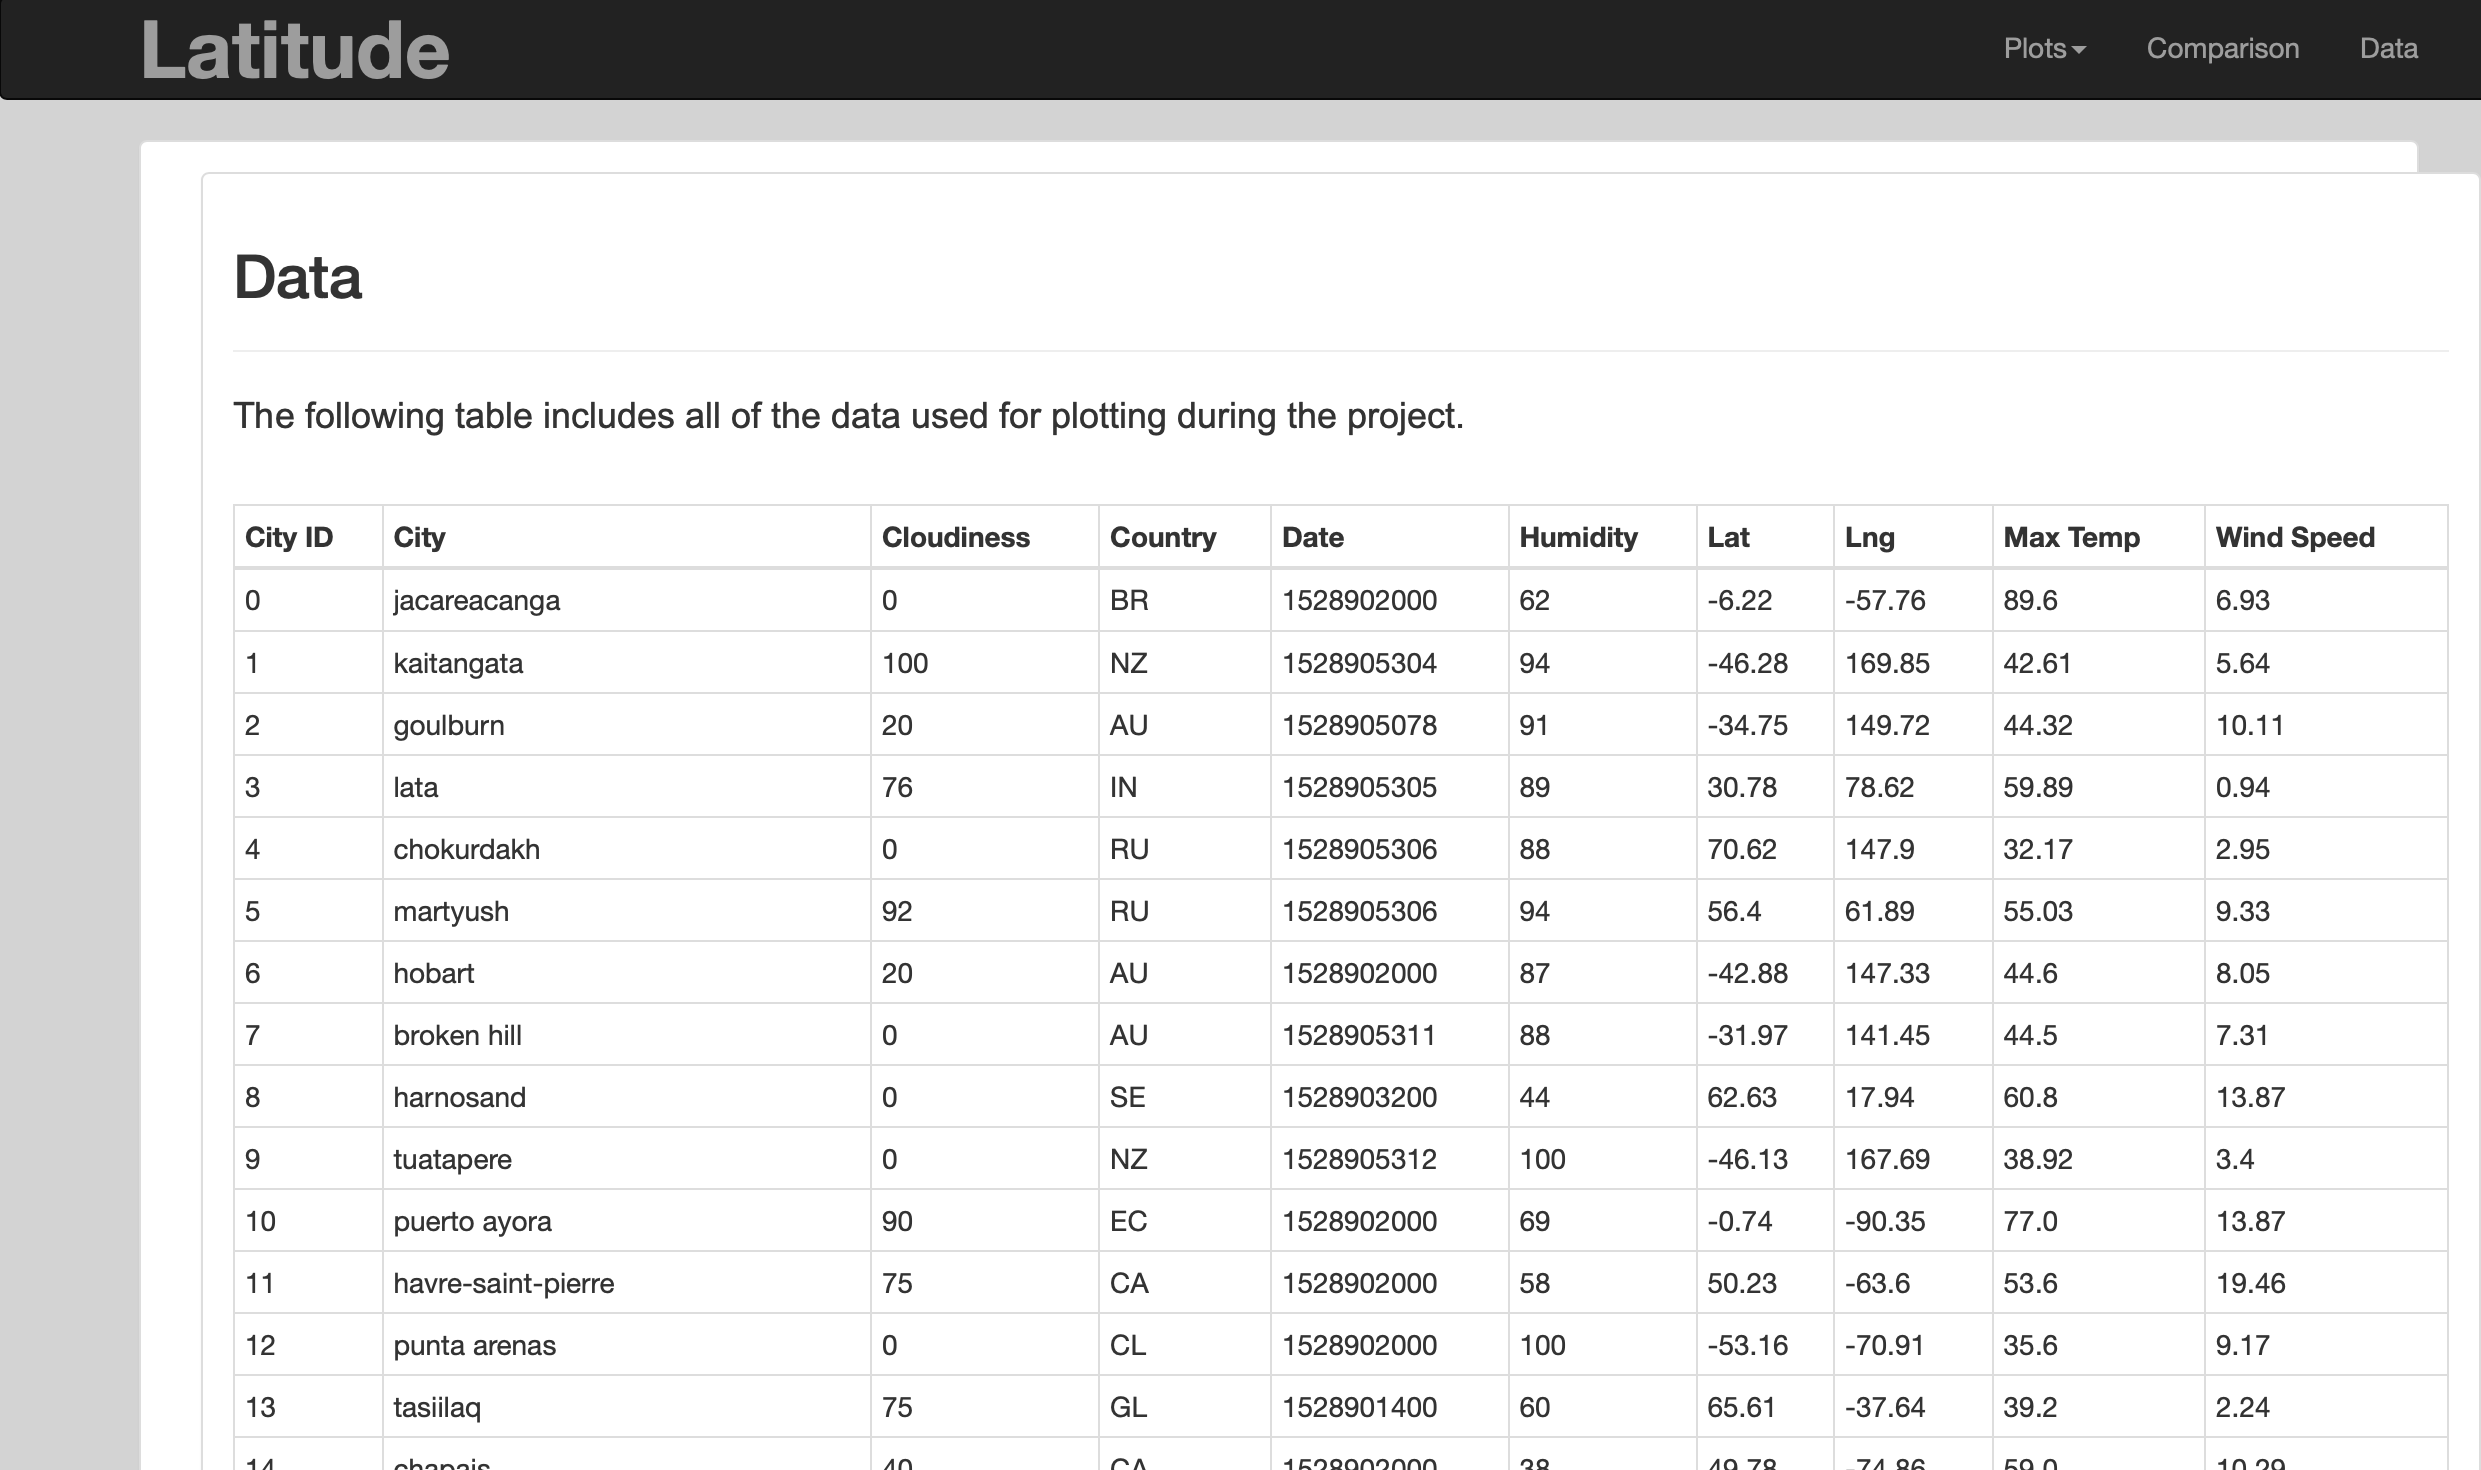 Latitude Plots Comparison Data
Data
The following table includes all of the data used for plotting during the project.
City ID City Cloudiness Country Date Humidity Lat Lng Max Temp Wind Speed
0 jacareacanga 0 BR 1528902000 62 -6.22 -57.76 89.6 6.93
1 kaitangata 100 NZ 1528905304 94 -46.28 169.85 42.61 5.64
2 goulburn 20 AU 1528905078 91 -34.75 149.72 44.32 10.11
3 lata 76 IN 1528905305 89 30.78 78.62 59.89 0.94
4 chokurdakh 0 RU 1528905306 88 70.62 147.9 32.17 2.95
5 martyush 92 RU 1528905306 94 56.4 61.89 55.03 9.33
6 hobart 20 AU 1528902000 87 -42.88 147.33 44.6 8.05
7 broken hill 0 AU 1528905311 88 -31.97 141.45 44.5 7.31
8 harnosand 0 SE 1528903200 44 62.63 17.94 60.8 13.87
9 tuatapere 0 NZ 1528905312 100 -46.13 167.69 38.92 3.4
10 puerto ayora 90 EC 1528902000 69 -0.74 -90.35 77.0 13.87
11 havre-saint-pierre 75 CA 1528902000 58 50.23 -63.6 53.6 19.46
12 punta arenas 0 CL 1528902000 100 -53.16 -70.91 35.6 9.17
13 tasiilaq 75 GL 1528901400 60 65.61 -37.64 39.2 2.24
14 chapais 40 CA 1528902000 38 49.78 -74.86 59.0 10.29